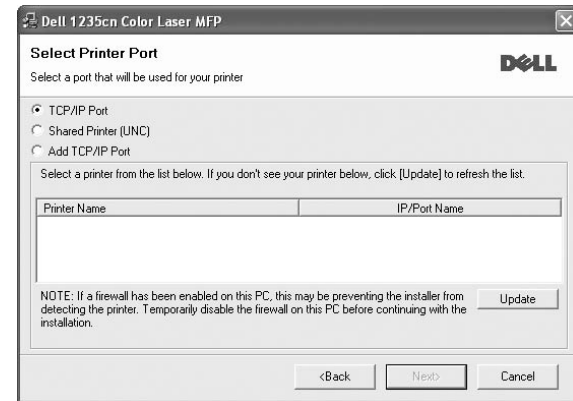 Dell 1235cn Color Laser MFP
Select Printer Port
Select a port that will be used for your printer
DELL
TCP/IP Port
Shared Printer (UNC)
Add TCP/IP Port
Select a printer from the list below. If you don't see your printer below, click [Update] to refresh the list.
Printer Name IP/Port Name
NOTE: If a firewall has been enabled on this PC, this may be preventing the installer from
detecting the printer. Temporarily disable the firewall on this PC before continuing with the
installation.
Update
<Back Next> Cancel